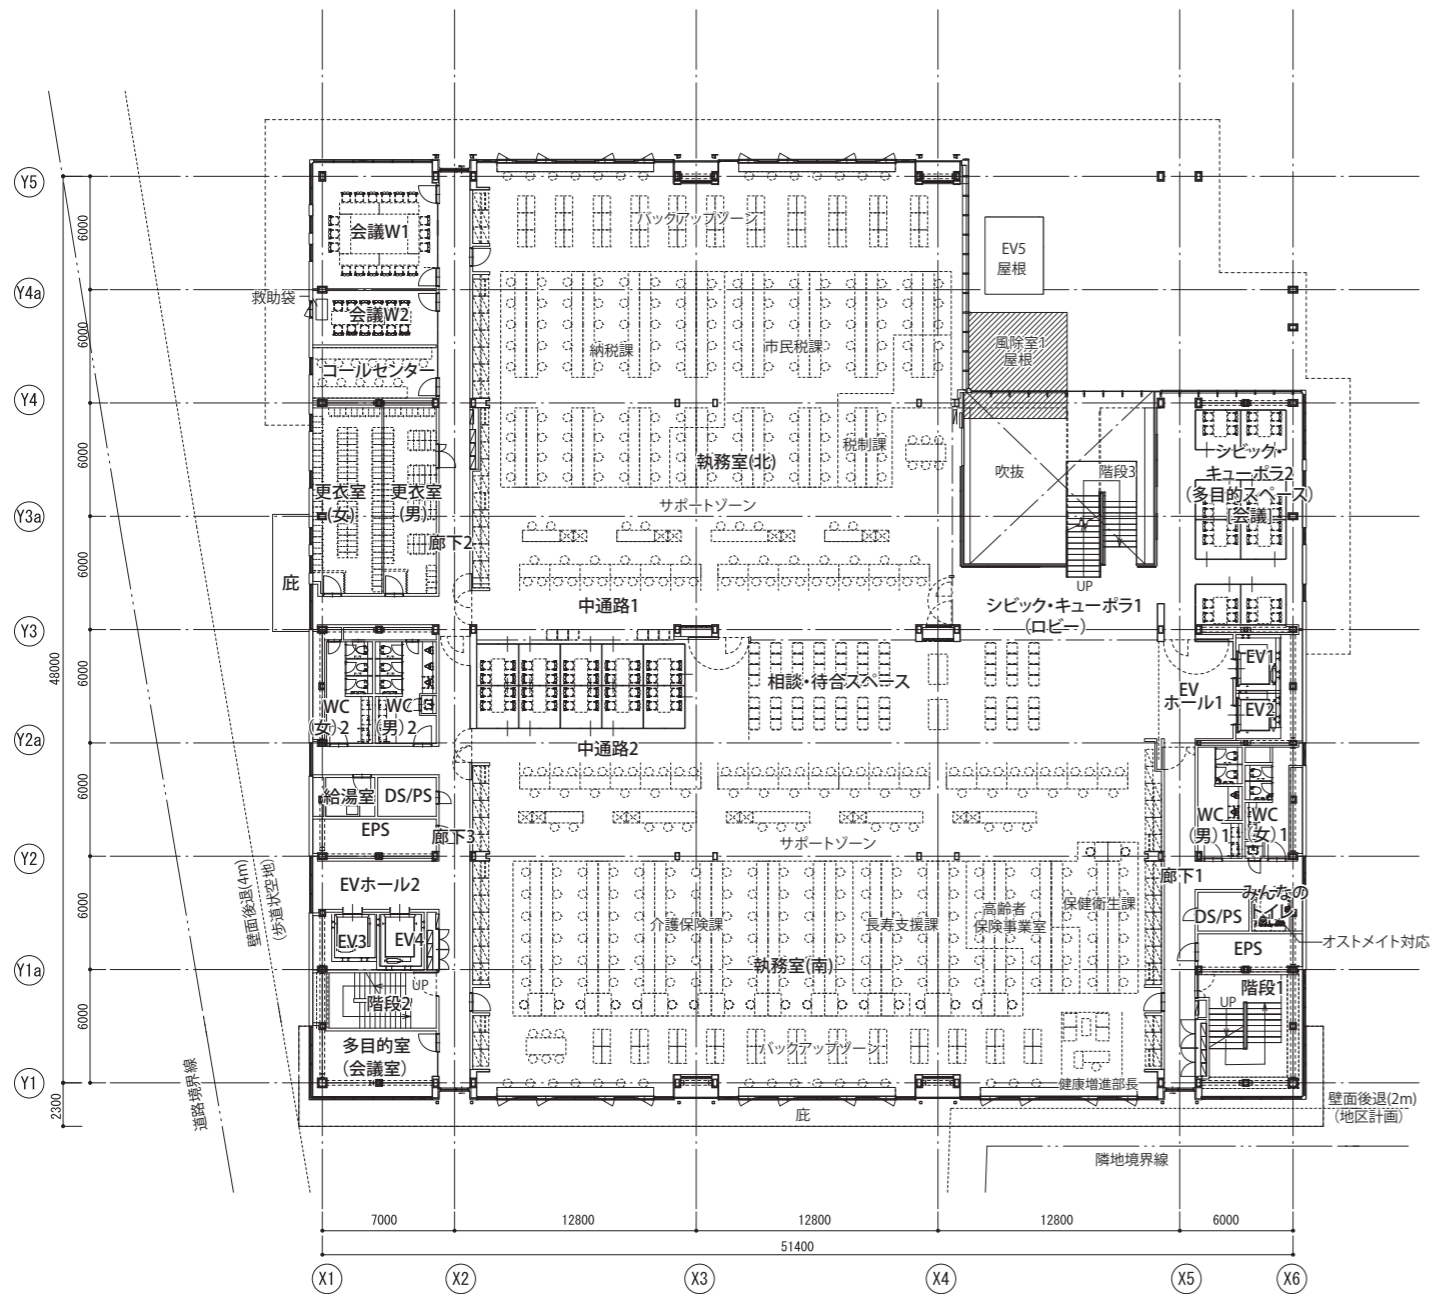 Y5
Y4a
Y4
Y3a
Y3
Y2a
Y2
Y1a
Y1
6000
6000
6000
6000
6000
6000
6000
6000
48000
2300
道路境界線
壁面後退(4m)
(歩道状空地)
会議W1
救助袋
会議W2
コールセンター
更衣室
(女)
更衣室
(男)
廊下2
庇
WC
(女)2
WC
(男)2
給湯室
DS/PS
EPS
廊下3
EVホール2
EV3
EV4
UP
階段2
多目的室
(会議室)
バックアップゾーン
納税課
市民税課
税制課
執務室(北)
サポートゾーン
中通路1
相談・待合スペース
中通路2
サポートゾーン
介護保険課
長寿支援課
高齢者
保険事業室
保健衛生課
執務室(南)
バックアップゾーン
健康増進部長
庇
EV5
屋根
風除室1
屋根
吹抜
階段3
UP
シビック・キューポラ1
(ロビー)
シビック・
キューポラ2
(多目的スペース)
[会議]
EV1
EV
ホール1
EV2
WC
(男)1
WC
(女)1
廊下1
みんなの
DS/PS
オストメイト対応
EPS
階段1
UP
壁面後退(2m)
(地区計画)
隣地境界線
7000
12800
12800
12800
6000
51400
X1
X2
X3
X4
X5
X6